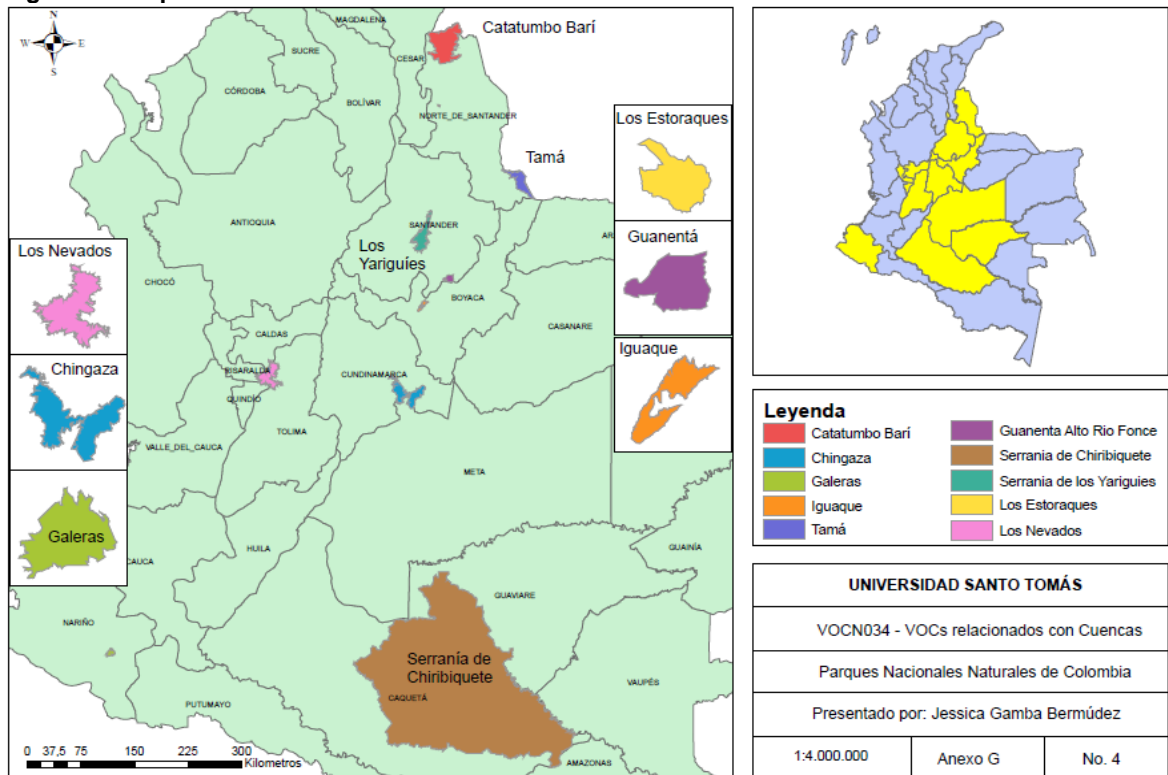 N
W E
S
MAGDALENA
Catatumbo Barí
SUCRE
CESAR
CÓRDOBA
BOLÍVAR
NORTE_DE_SANTANDER
Los Estoraques
Tamá
ANTIOQUIA
SANTANDER
Los
Yariguíes
Guanentá
Los Nevados
CHOCÓ
BOYACA
CASANARE
CALDAS
Iguaque
RISARALDA
CUNDINAMARCA
Chingaza
QUINDÍO
TOLIMA
VALLE_DEL_CAUCA
META
Galeras
CAUCA
HUILA
GUAINÍA
GUAVIARE
NARIÑO
Serranía de
Chiribiquete
CAQUETÁ
VAUPÉS
PUTUMAYO
AMAZONAS
0 37,5 75 150 225 300
Kilometros
Leyenda
Catatumbo Barí
Chingaza
Galeras
Iguaque
Tamá
Guanenta Alto Rio Fonce
Serrania de Chiribiquete
Serrania de los Yariguies
Los Estoraques
Los Nevados
UNIVERSIDAD SANTO TOMÁS
VOCN034 - VOCs relacionados con Cuencas
Parques Nacionales Naturales de Colombia
Presentado por: Jessica Gamba Bermúdez
1:4.000.000
Anexo G
No. 4